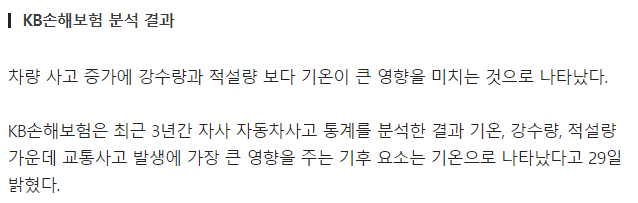 KB손해보험 분석 결과
차량 사고 증가에 강수량과 적설량 보다 기온이 큰 영향을 미치는 것으로 나타났다.
KB손해보험은 최근 3년간 자사 자동차사고 통계를 분석한 결과 기온, 강수량, 적설량
가운데 교통사고 발생에 가장 큰 영향을 주는 기후 요소는 기온으로 나타났다고 29일
밝혔다.